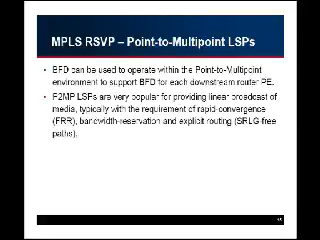 MPLS RSVP – Point-to-Multipoint LSPs
• BFD can be used to operate within the Point-to-Multipoint
environment to support BFD for each downstream router PE.
• P2MP LSPs are very popular for providing linear broadcast of
media, typically with the requirement of rapid-convergence
(FRR), bandwidth-reservation and explicit routing (SRLG-free
paths).